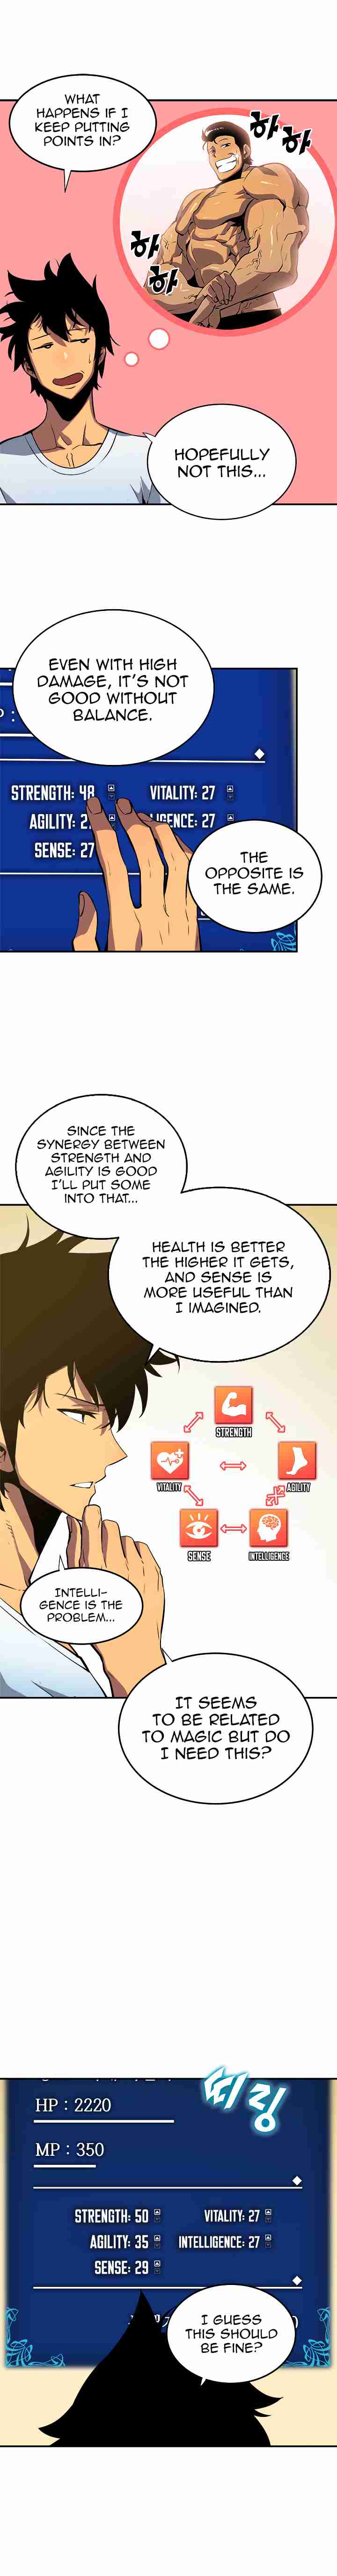 WHAT
HAPPENS IF I
KEEP PUTTING
POINTS IN?
하
하
하
하
HOPEFULLY
NOT THIS...
EVEN WITH HIGH
DAMAGE, IT'S NOT
GOOD WITHOUT
BALANCE.
STRENGTH: 48 VITALITY: 27
AGILITY: 27
SENSE: 27
THE
OPPOSITE IS
THE SAME.
SINCE THE
SYNERGY BETWEEN
STRENGTH AND
AGILITY IS GOOD
I'LL PUT SOME
INTO THAT...
HEALTH IS BETTER
THE HIGHER IT GETS,
AND SENSE IS
MORE USEFUL THAN
I IMAGINED.
STRENGTH
VITALITY AGILITY
SENSE INTELLIGENCE
INTELLI-
GENCE IS THE
PROBLEM...
IT SEEMS
TO BE RELATED
TO MAGIC BUT DO
I NEED THIS?
띠링
HP : 2220
MP : 350
STRENGTH: 50 VITALITY: 27
AGILITY: 35 INTELLIGENCE: 27
SENSE: 29
I GUESS
THIS SHOULD
BE FINE?